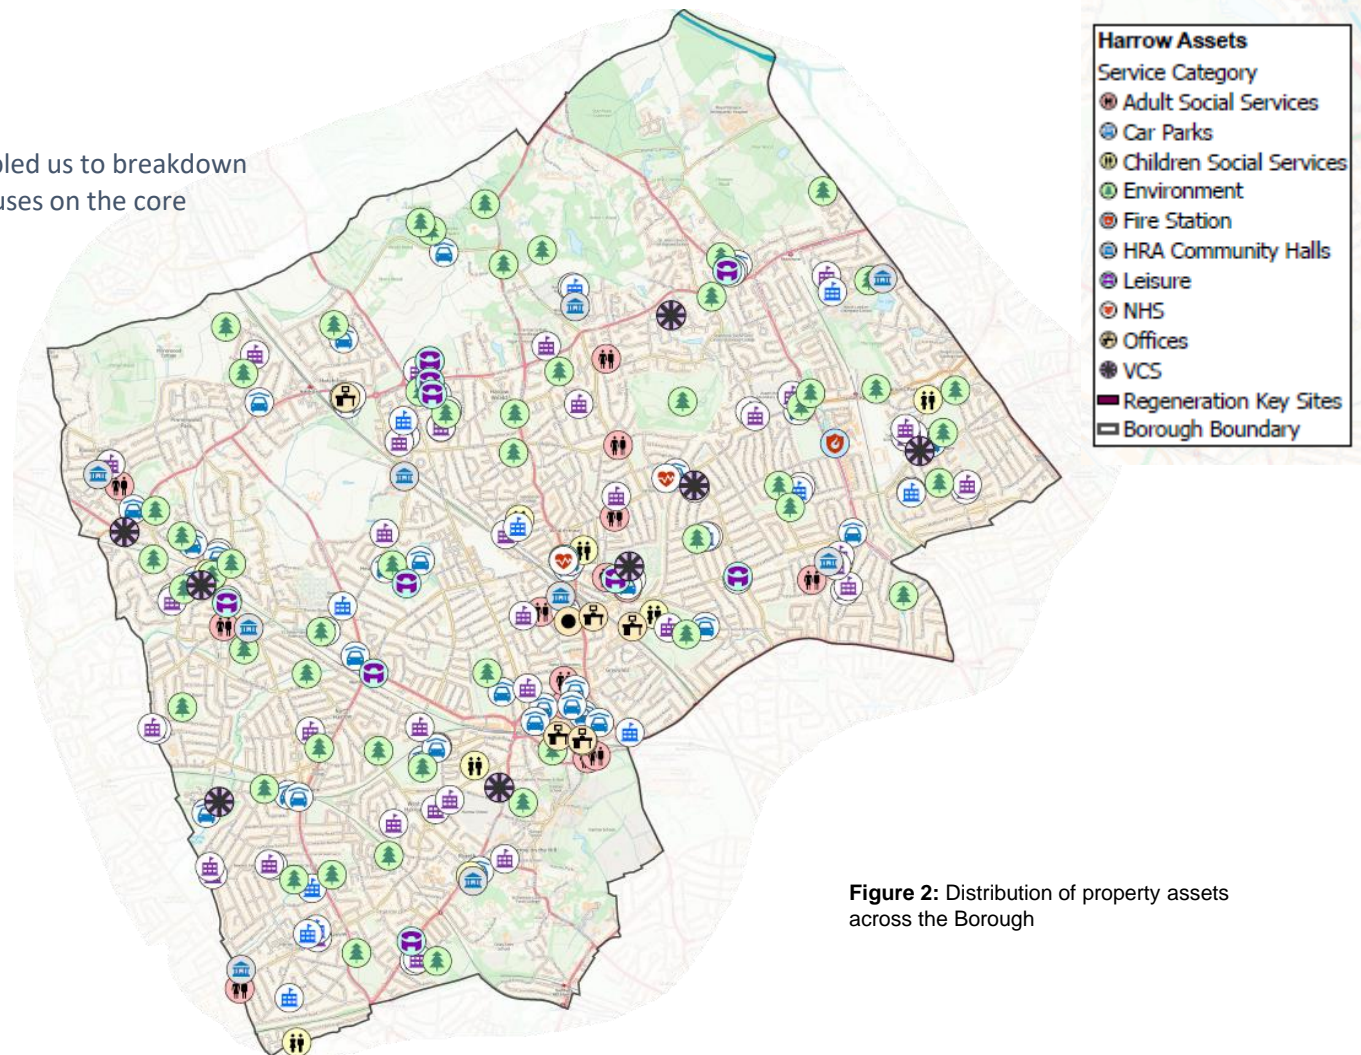 bled us to breakdown
uses on the core
Harrow Assets
Service Category
Adult Social Services
Car Parks
Children Social Services
Environment
Fire Station
HRA Community Halls
Leisure
NHS
Offices
VCS
Regeneration Key Sites
Borough Boundary
Figure 2: Distribution of property assets
across the Borough